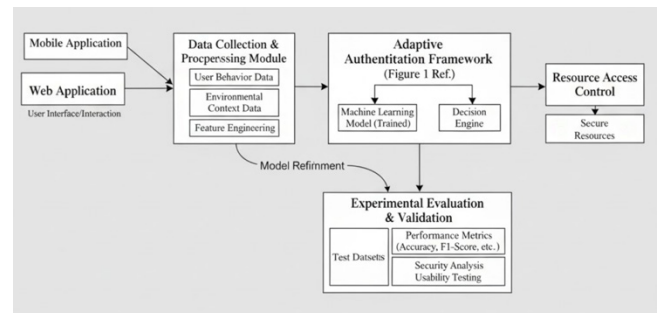 Mobile Application
Web Application
User Interface/Interaction
Data Collection &
Procperssing Module
User Behavior Data
Environmental
Context Data
Feature Engineering
Adaptive
Authentitation Framework
(Figure 1 Ref.)
Machine Learning
Model (Trained)
Decision
Engine
Resource Access
Control
Secure
Resources
Model Refiñment
Experimental Evaluation
& Validation
Test Datsets
Performance Metrics
(Accuracy, F1-Score, etc.)
Security Analysis
Usability Testing